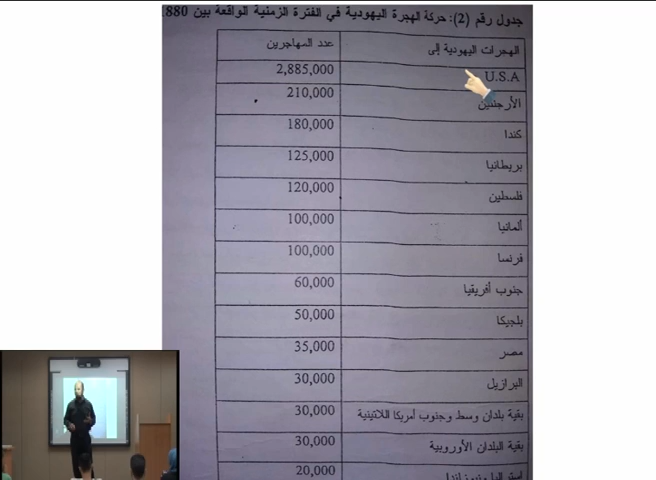 جدول رقم (2): حركة الهجرة اليهودية في الفترة الزمنية الواقعة بين 880
الهجرات اليهودية إلى عدد المهاجرين
U.S.A 2,885,000
الأرجنتين 210,000
كندا 180,000
بريطانيا 125,000
فلسطين 120,000
ألمانيا 100,000
فرنسا 100,000
جنوب أفريقيا 60,000
بلجيكا 50,000
مصر 35,000
البرازيل 30,000
بقية بلدان وسط وجنوب أمريكا اللاتينية 30,000
بقية البلدان الأوروبية 30,000
استراليا ونيوزلندا 20,000